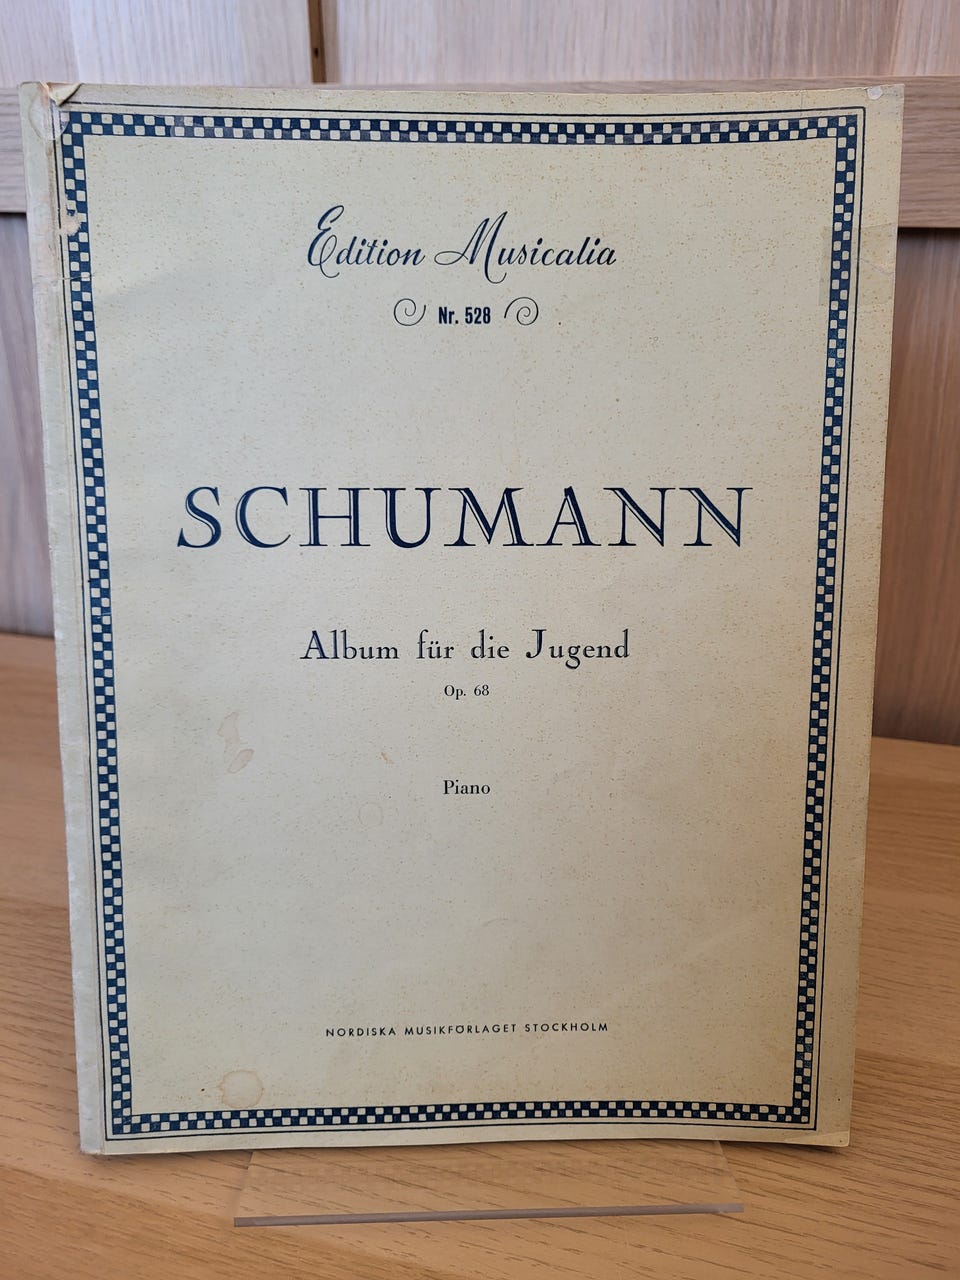 Edition Musicalia
Nr. 528
SCHUMANN
Album für die Jugend
Op. 68
Piano
NORDISKA MUSIKFÖRLAGET STOCKHOLM